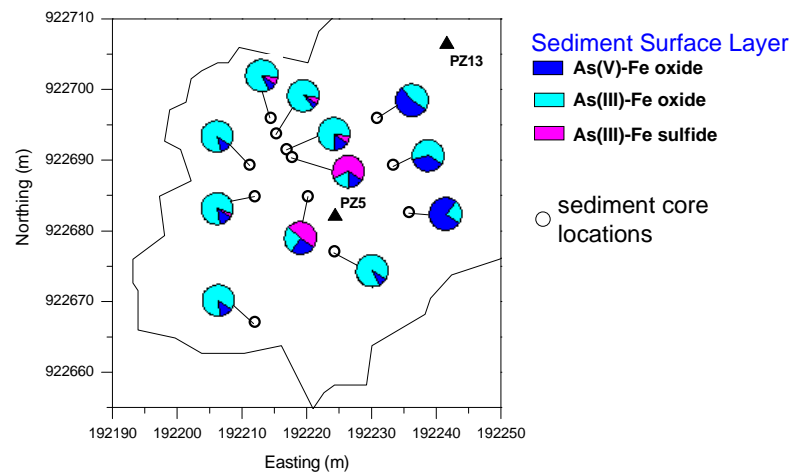 922710
922700
922690
922680
922670
922660
Northing (m)
PZ13
PZ5
192190 192200 192210 192220 192230 192240 192250
Easting (m)
Sediment Surface Layer
As(V)-Fe oxide
As(III)-Fe oxide
As(III)-Fe sulfide
sediment core
locations